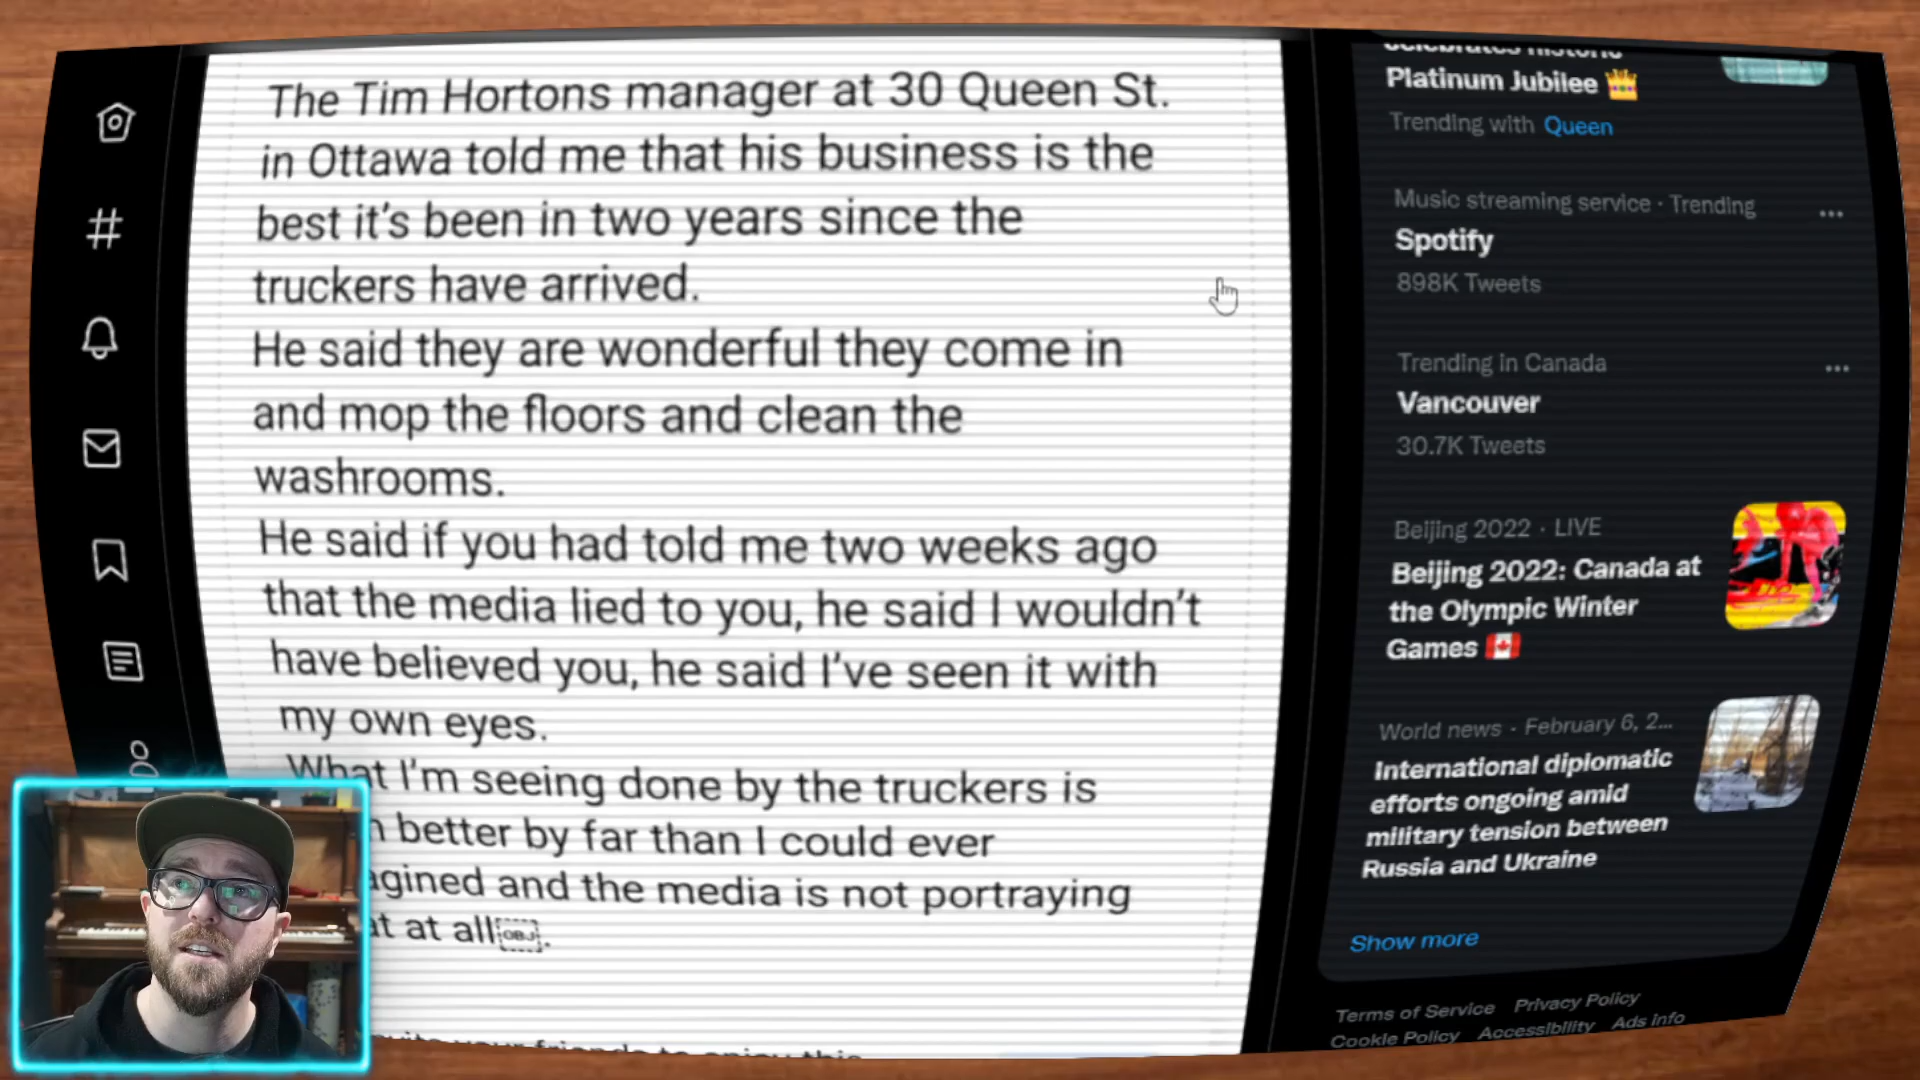 The Tim Hortons manager at 30 Queen St.
in Ottawa told me that his business is the
best it's been in two years since the
truckers have arrived.
He said they are wonderful they come in
and mop the floors and clean the
washrooms.
He said if you had told me two weeks ago
that the media lied to you, he said I wouldn't
have believed you, he said I've seen it with
my own eyes.
What I'm seeing done by the truckers is
better by far than I could ever
and the media is not portraying
at all OBJ.
your friends to enjoy this
celebrates historic
Platinum Jubilee
Trending with Queen
Music streaming service · Trending
Spotify
898K Tweets
Trending in Canada
Vancouver
30.7K Tweets
Beijing 2022 · LIVE
Beijing 2022: Canada at
the Olympic Winter
Games
World news · February 6, 2...
International diplomatic
efforts ongoing amid
military tension between
Russia and Ukraine
Show more
Terms of Service Privacy Policy
Cookie Policy Accessibility Ads info